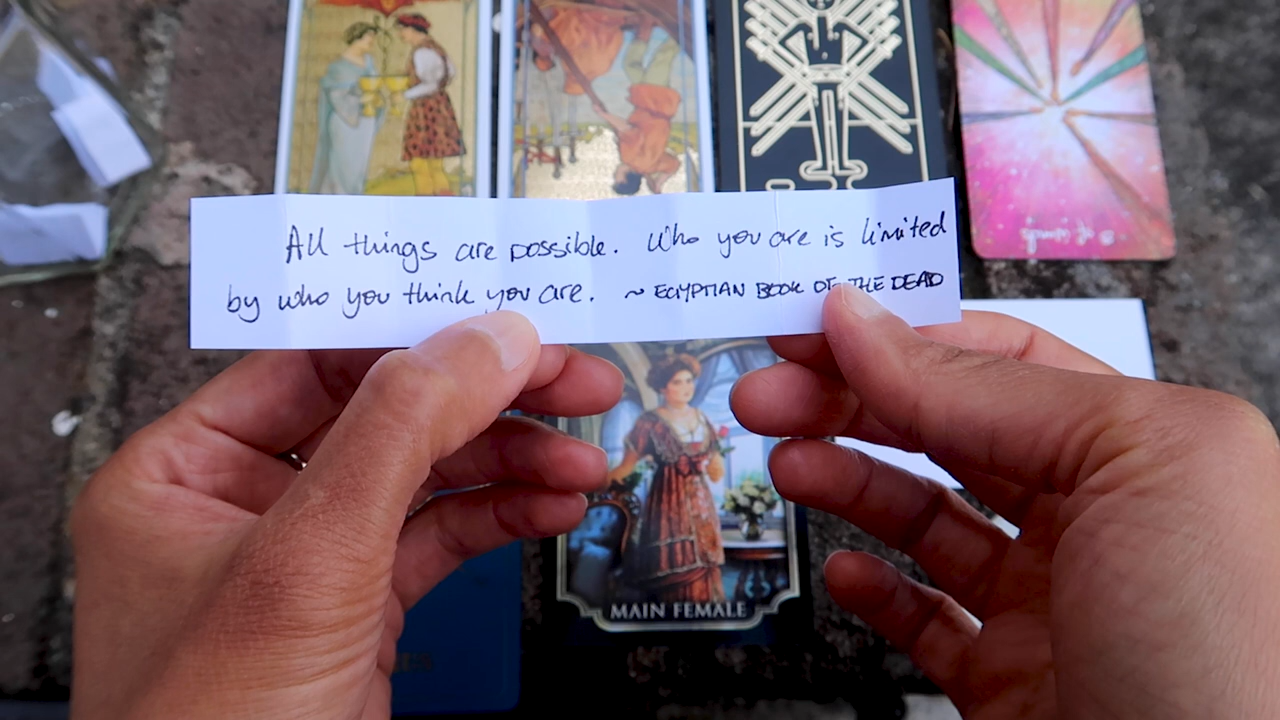 All things are possible. Who you are is limited
by who you think you are. ~ EGYPTIAN BOOK OF THE DEAD
MAIN FEMALE